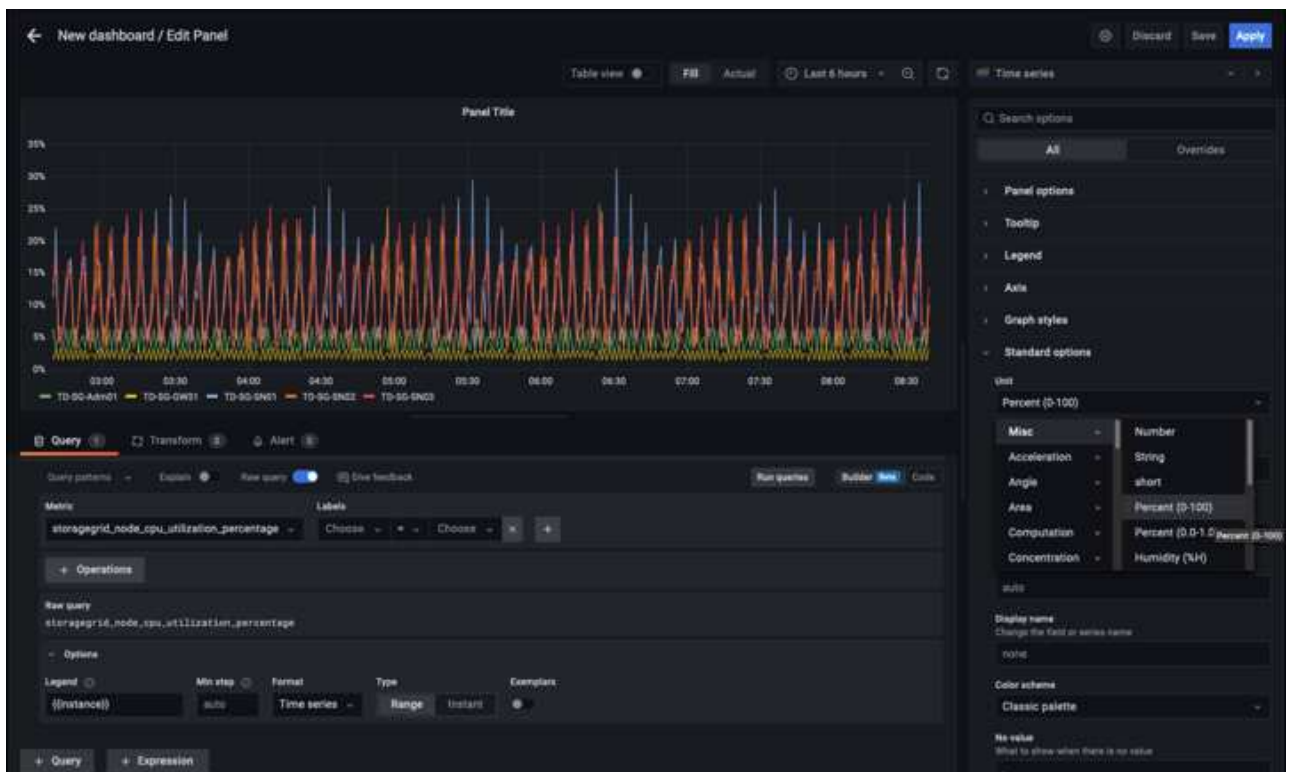 New dashboard / Edit Panel
Discard Save Apply
Table view Fill Actual Last 6 hours Time series
Panel Title
Search options
All Overrides
35%
30%
25%
20%
15%
10%
5%
0%
03:00 03:30 04:00 04:30 05:00 05:30 06:00 06:30 07:00 07:30 08:00 08:30
TD-SG-Adm01 TD-SG-GW01 TD-SG-SN01 TD-SG-SN02 TD-SG-SN03
Panel options
Tooltip
Legend
Axis
Graph styles
Standard options
Unit
Percent (0-100)
Misc Number
Acceleration String
Angle short
Area Percent (0-100)
Computation Percent (0.0-1.0
Percent (0-100)
Concentration Humidity (%H)
auto
Display name
Change the field or series name
none
Color scheme
Classic palette
No value
What to show when there is no value
Query 1 Transform 0 Alert 0
Query patterns Explain Raw query Give feedback Run queries Builder Beta Code
Metric Labels
storagegrid_node_cpu_utilization_percentage Choose = Choose × +
+ Operations
Raw query
storagegrid_node_cpu_utilization_percentage
Options
Legend Min step Format Type Exemplars
{{instance}} auto Time series Range Instant
+ Query + Expression